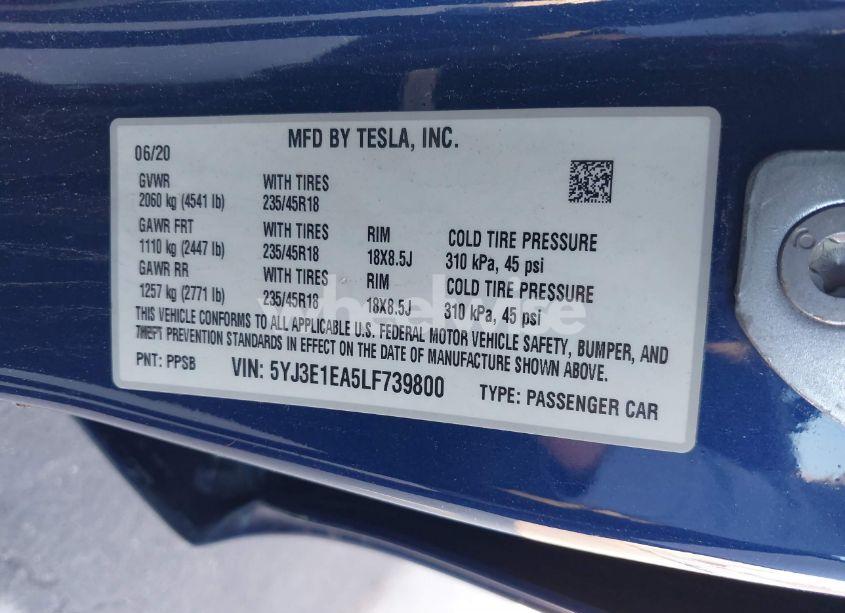 MFD BY TESLA, INC.
06/20
GVWR WITH TIRES
2060 kg (4541 lb) 235/45R18
GAWR FRT WITH TIRES RIM COLD TIRE PRESSURE
1110 kg (2447 lb) 235/45R18 18X8.5J 310 kPa, 45 psi
GAWR RR WITH TIRES RIM COLD TIRE PRESSURE
1257 kg (2771 lb) 235/45R18 18X8.5J 310 kPa, 45 psi
THIS VEHICLE CONFORMS TO ALL APPLICABLE U.S. FEDERAL MOTOR VEHICLE SAFETY, BUMPER, AND
THEFT PREVENTION STANDARDS IN EFFECT ON THE DATE OF MANUFACTURE SHOWN ABOVE.
PNT: PPSB VIN: 5YJ3E1EA5LF739800 TYPE: PASSENGER CAR
wheelwise